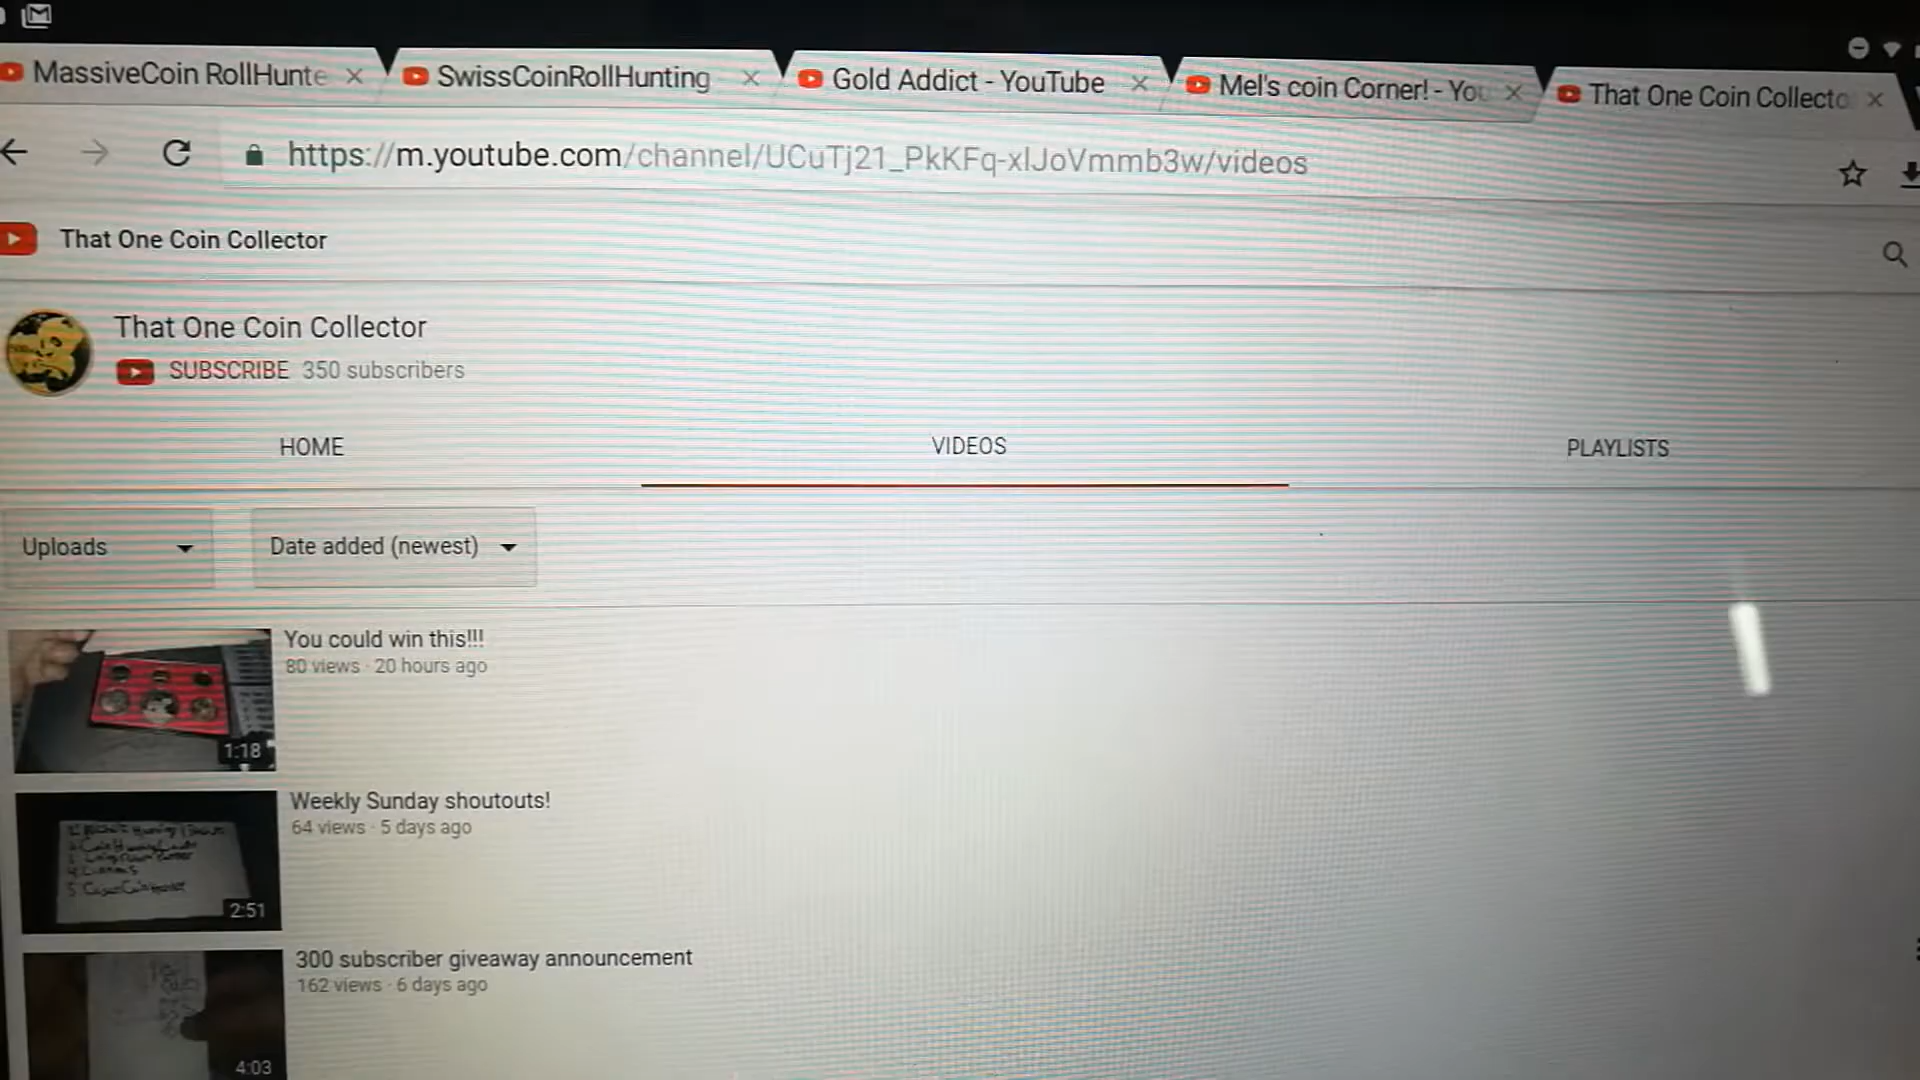 MassiveCoin RollHunte
SwissCoinRollHunting
Gold Addict - YouTube
Mel's coin Corner! - You
That One Coin Collecto
https://m.youtube.com/channel/UCuTj21_PkKFq-xlJoVmmb3w/videos
That One Coin Collector
That One Coin Collector
SUBSCRIBE 350 subscribers
HOME
VIDEOS
PLAYLISTS
Uploads
Date added (newest)
You could win this!!!
80 views · 20 hours ago
1:18
Weekly Sunday shoutouts!
64 views · 5 days ago
2:51
300 subscriber giveaway announcement
162 views · 6 days ago
4:03